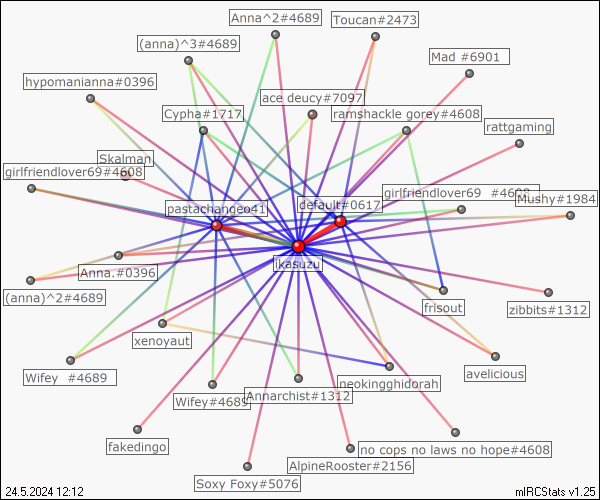 Anna^2#4689
Toucan#2473
(anna)^3#4689
Mad #6901
hypomanianna#0396
ace deucy#7097
Cypha#1717
ramshackle gorey#4608
rattgaming
Skalman
girlfriendlover69#4608
girlfriendlover69 #4608
Mushy#1984
pastachangeo41
default#0617
ikasuzu
Anna.#0396
(anna)^2#4689
frisout
zibbits#1312
xenoyaut
avelicious
Wifey #4689
neokingghidorah
Wifey#4689
Annarchist#1312
fakedingo
no cops no laws no hope#4608
AlpineRooster#2156
Soxy Foxy#5076
24.5.2024 12:12
mIRCStats v1.25